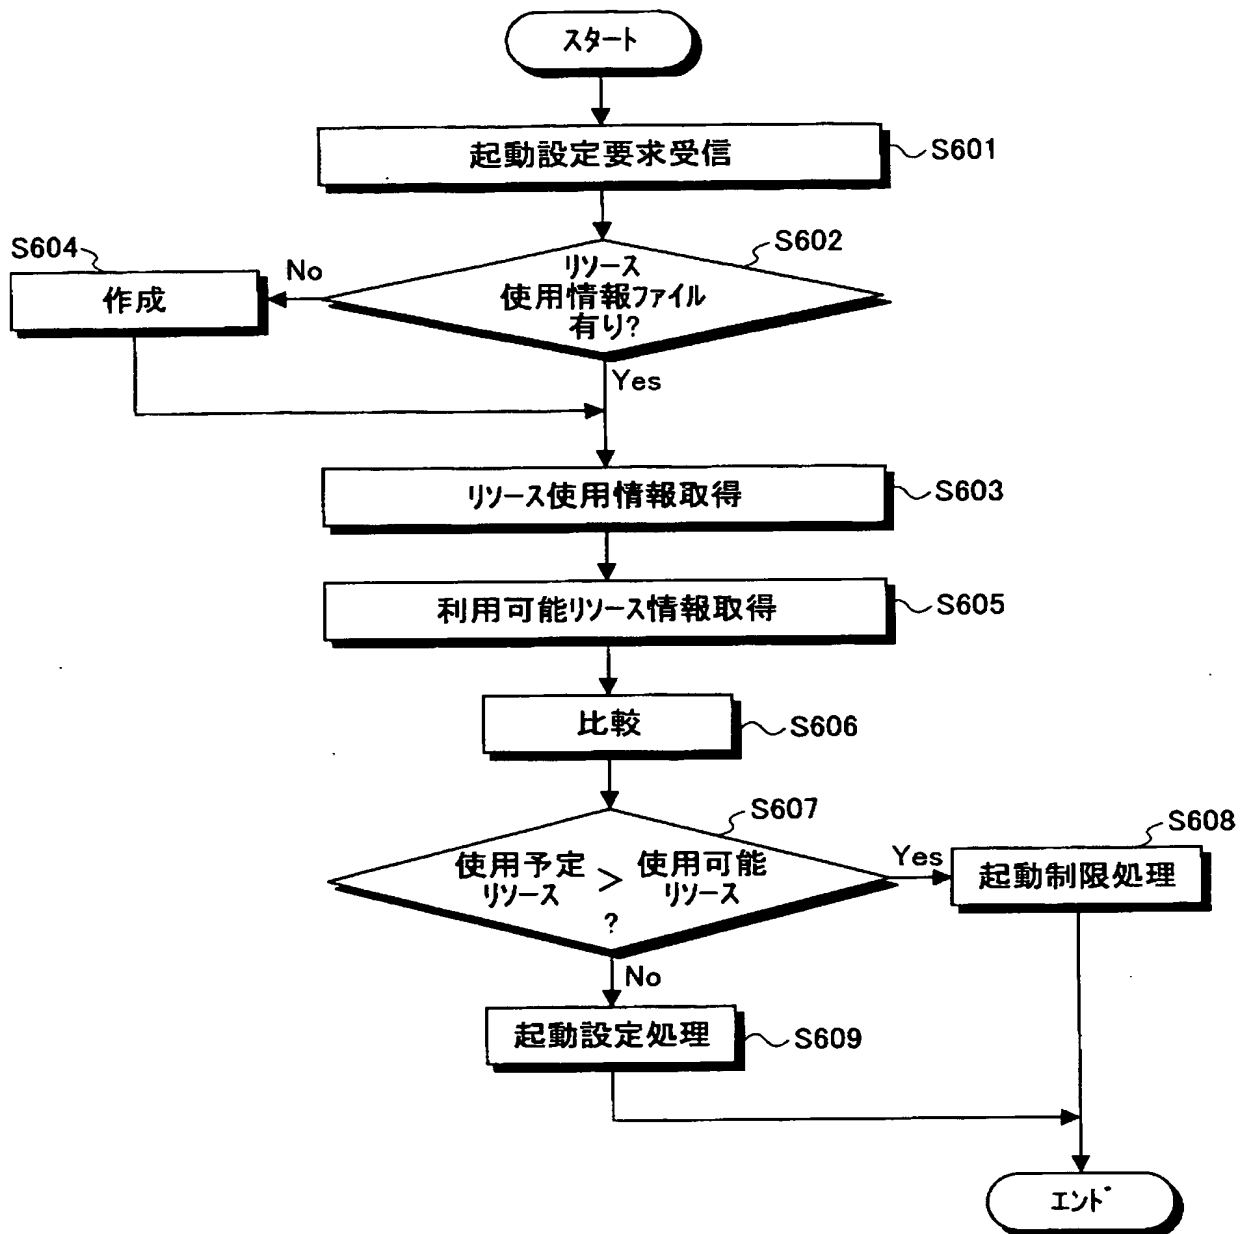 スタート
起動設定要求受信
S601
S604
S602
No
作成
リソース
使用情報ファイル
有り?
Yes
リソース使用情報取得
S603
利用可能リソース情報取得
S605
比較
S606
S607
S608
使用予定
リソース
>
使用可能
リソース
?
Yes
起動制限処理
No
起動設定処理
S609
エンド